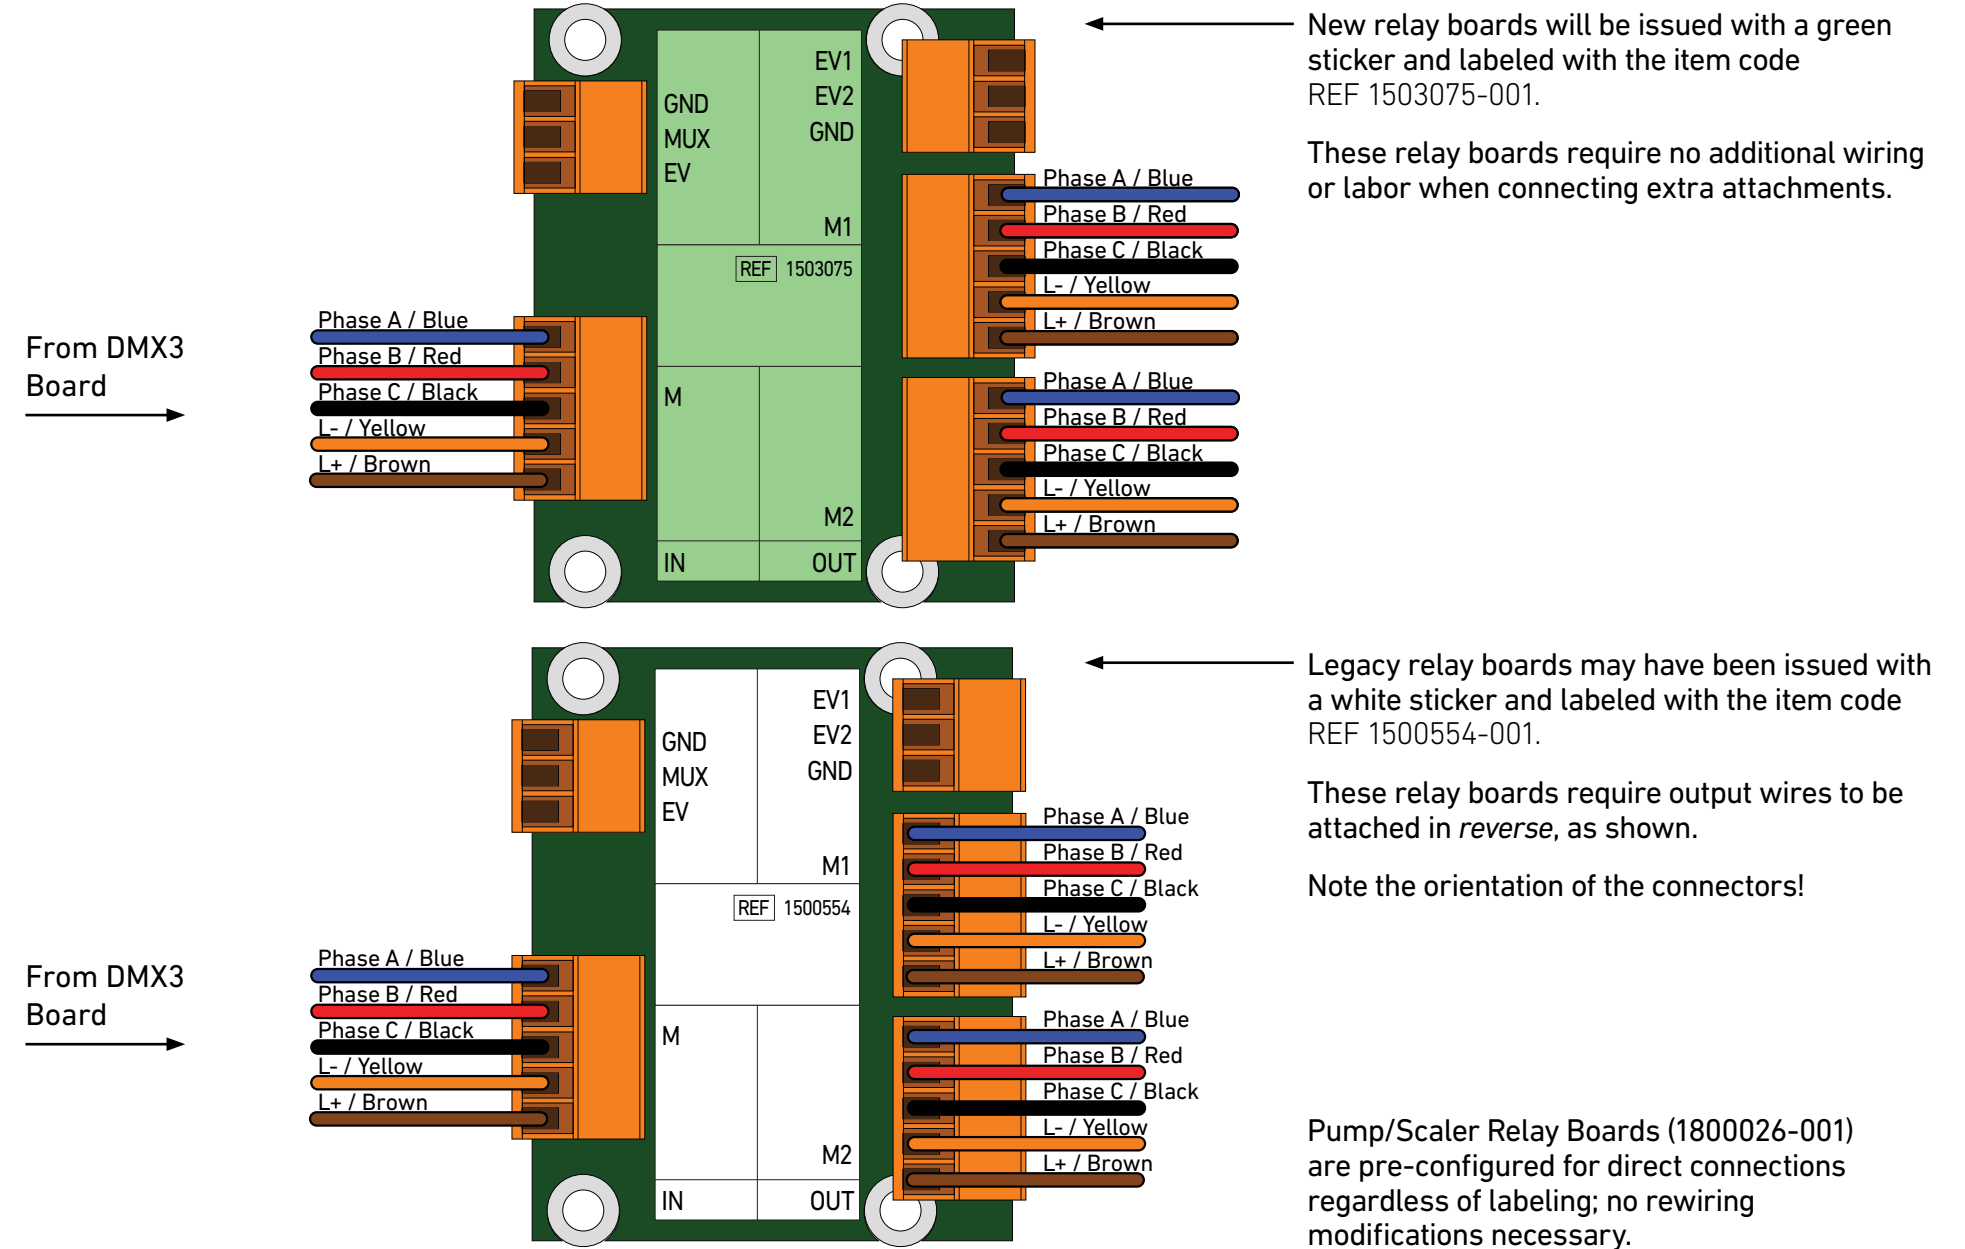 New relay boards will be issued with a green
sticker and labeled with the item code
REF 1503075-001.
These relay boards require no additional wiring
or labor when connecting extra attachments.
From DMX3
Board
Phase A / Blue
Phase B / Red
Phase C / Black
L- / Yellow
L+ / Brown
GND
MUX
EV
M
IN
EV1
EV2
GND
M1
REF 1503075
M2
OUT
Phase A / Blue
Phase B / Red
Phase C / Black
L- / Yellow
L+ / Brown
Phase A / Blue
Phase B / Red
Phase C / Black
L- / Yellow
L+ / Brown
Legacy relay boards may have been issued with
a white sticker and labeled with the item code
REF 1500554-001.
These relay boards require output wires to be
attached in reverse, as shown.
Note the orientation of the connectors!
From DMX3
Board
Phase A / Blue
Phase B / Red
Phase C / Black
L- / Yellow
L+ / Brown
GND
MUX
EV
M
IN
EV1
EV2
GND
M1
REF 1500554
M2
OUT
Phase A / Blue
Phase B / Red
Phase C / Black
L- / Yellow
L+ / Brown
Phase A / Blue
Phase B / Red
Phase C / Black
L- / Yellow
L+ / Brown
Pump/Scaler Relay Boards (1800026-001)
are pre-configured for direct connections
regardless of labeling; no rewiring
modifications necessary.